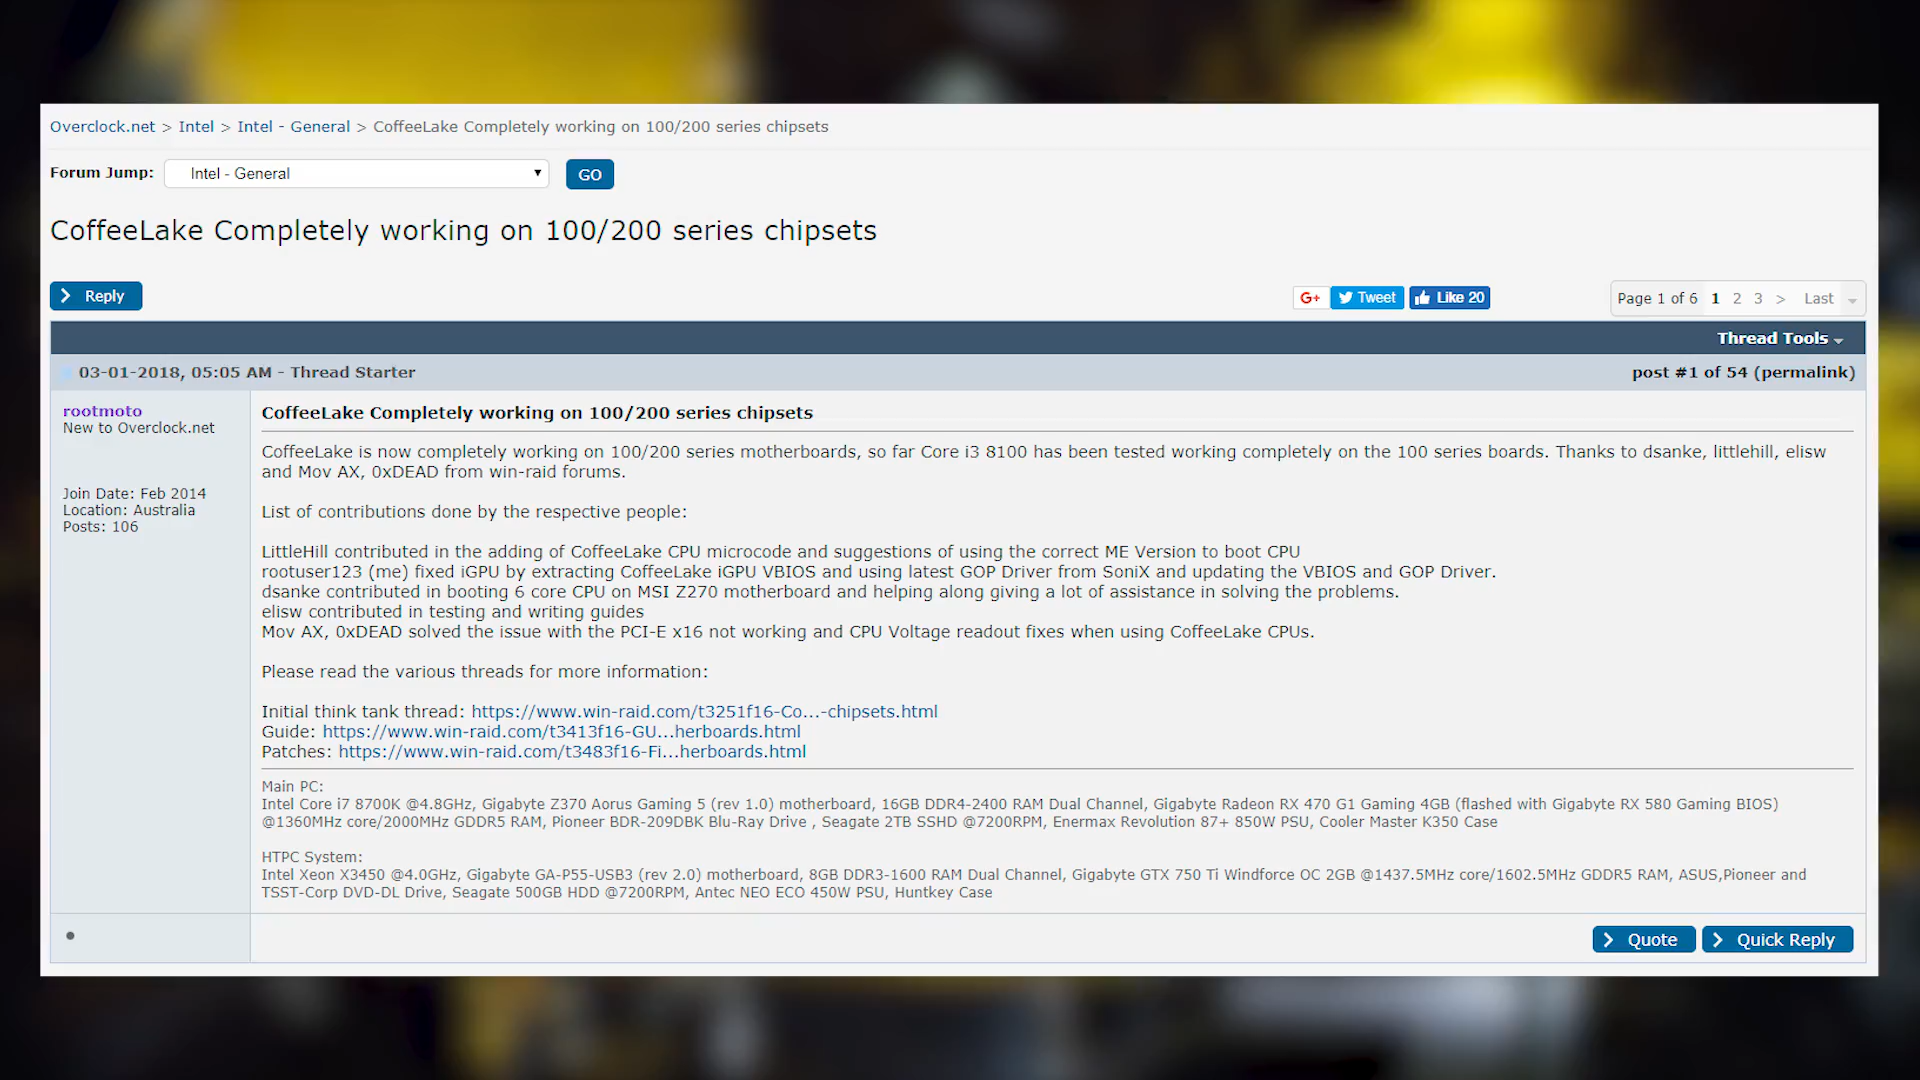 Overclock.net > Intel > Intel - General > CoffeeLake Completely working on 100/200 series chipsets
Forum Jump: Intel - General GO
CoffeeLake Completely working on 100/200 series chipsets
Reply
G+ Tweet Like 20
Page 1 of 6 1 2 3 > Last
Thread Tools
03-01-2018, 05:05 AM - Thread Starter
post #1 of 54 (permalink)
rootmoto
New to Overclock.net
Join Date: Feb 2014
Location: Australia
Posts: 106
CoffeeLake Completely working on 100/200 series chipsets
CoffeeLake is now completely working on 100/200 series motherboards, so far Core i3 8100 has been tested working completely on the 100 series boards. Thanks to dsanke, littlehill, elisw
and Mov AX, 0xDEAD from win-raid forums.
List of contributions done by the respective people:
LittleHill contributed in the adding of CoffeeLake CPU microcode and suggestions of using the correct ME Version to boot CPU
rootuser123 (me) fixed iGPU by extracting CoffeeLake iGPU VBIOS and using latest GOP Driver from SoniX and updating the VBIOS and GOP Driver.
dsanke contributed in booting 6 core CPU on MSI Z270 motherboard and helping along giving a lot of assistance in solving the problems.
elisw contributed in testing and writing guides
Mov AX, 0xDEAD solved the issue with the PCI-E x16 not working and CPU Voltage readout fixes when using CoffeeLake CPUs.
Please read the various threads for more information:
Initial think tank thread: https://www.win-raid.com/t3251f16-Co...-chipsets.html
Guide: https://www.win-raid.com/t3413f16-GU...herboards.html
Patches: https://www.win-raid.com/t3483f16-Fi...herboards.html
Main PC:
Intel Core i7 8700K @4.8GHz, Gigabyte Z370 Aorus Gaming 5 (rev 1.0) motherboard, 16GB DDR4-2400 RAM Dual Channel, Gigabyte Radeon RX 470 G1 Gaming 4GB (flashed with Gigabyte RX 580 Gaming BIOS)
@1360MHz core/2000MHz GDDR5 RAM, Pioneer BDR-209DBK Blu-Ray Drive , Seagate 2TB SSHD @7200RPM, Enermax Revolution 87+ 850W PSU, Cooler Master K350 Case
HTPC System:
Intel Xeon X3450 @4.0GHz, Gigabyte GA-P55-USB3 (rev 2.0) motherboard, 8GB DDR3-1600 RAM Dual Channel, Gigabyte GTX 750 Ti Windforce OC 2GB @1437.5MHz core/1602.5MHz GDDR5 RAM, ASUS,Pioneer and
TSST-Corp DVD-DL Drive, Seagate 500GB HDD @7200RPM, Antec NEO ECO 450W PSU, Huntkey Case
Quote Quick Reply